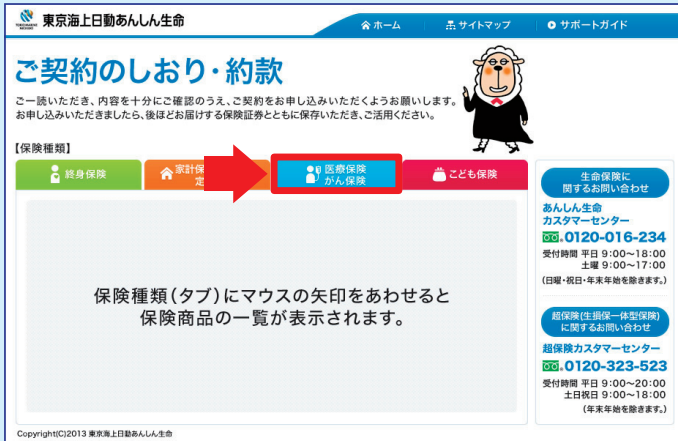 東京海上日動あんしん生命
ホーム
サイトマップ
サポートガイド
ご契約のしおり・約款
ご一読いただき、内容を十分にご確認のうえ、ご契約をお申し込みいただくようお願いします。
お申し込みいただきましたら、後ほどお届けする保険証券とともに保存いただき、ご活用ください。
【保険種類】
終身保険
家計保
定
医療保険
がん保険
こども保険
保険種類（タブ）にマウスの矢印をあわせると
保険商品の一覧が表示されます。
生命保険に
関するお問い合わせ
あんしん生命
カスタマーセンター
0120-016-234
受付時間 平日 9:00～18:00
土曜 9:00～17:00
（日曜・祝日・年末年始を除きます。）
超保険(生損保一体型保険)
に関するお問い合わせ
超保険カスタマーセンター
0120-323-523
受付時間 平日 9:00～20:00
土日祝日 9:00～18:00
（年末年始を除きます。）
Copyright(C)2013 東京海上日動あんしん生命